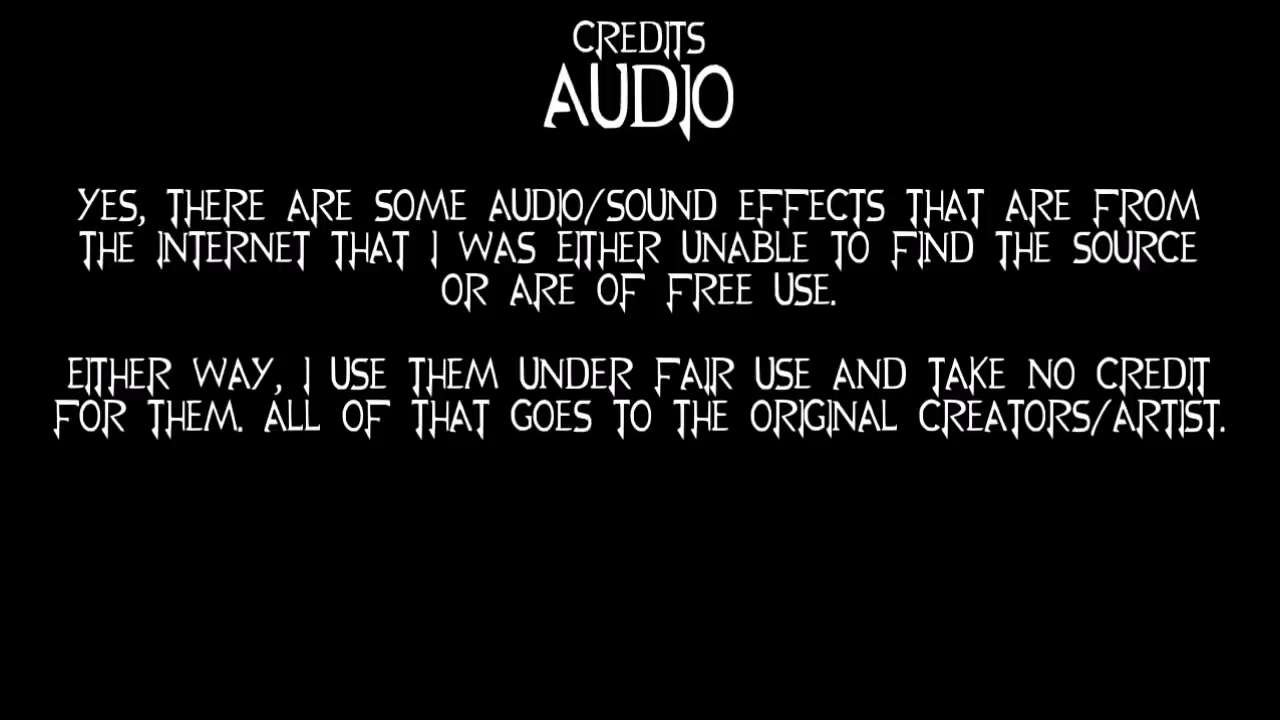 CREDITS
AUDIO
YES, THERE ARE SOME AUDIO/SOUND EFFECTS THAT ARE FROM
THE INTERNET THAT I WAS EITHER UNABLE TO FIND THE SOURCE
OR ARE OF FREE USE.
EITHER WAY, I USE THEM UNDER FAIR USE AND TAKE NO CREDIT
FOR THEM. ALL OF THAT GOES TO THE ORIGINAL CREATORS/ARTIST.